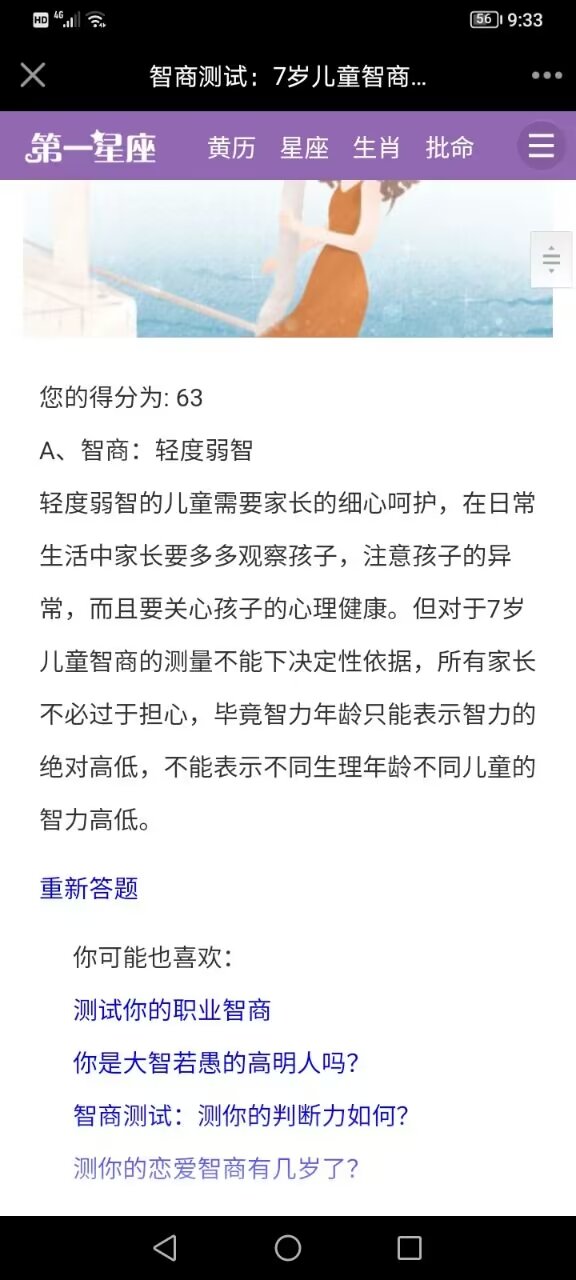 HD 4G 56 9:33
智商测试：7岁儿童智商...
第一星座 黄历 星座 生肖 批命
您的得分为: 63
A、智商：轻度弱智
轻度弱智的儿童需要家长的细心呵护，在日常
生活中家长要多多观察孩子，注意孩子的异
常，而且要关心孩子的心理健康。但对于7岁
儿童智商的测量不能下决定性依据，所有家长
不必过于担心，毕竟智力年龄只能表示智力的
绝对高低，不能表示不同生理年龄不同儿童的
智力高低。
重新答题
你可能也喜欢：
测试你的职业智商
你是大智若愚的高明人吗？
智商测试：测你的判断力如何？
测你的恋爱智商有几岁了？